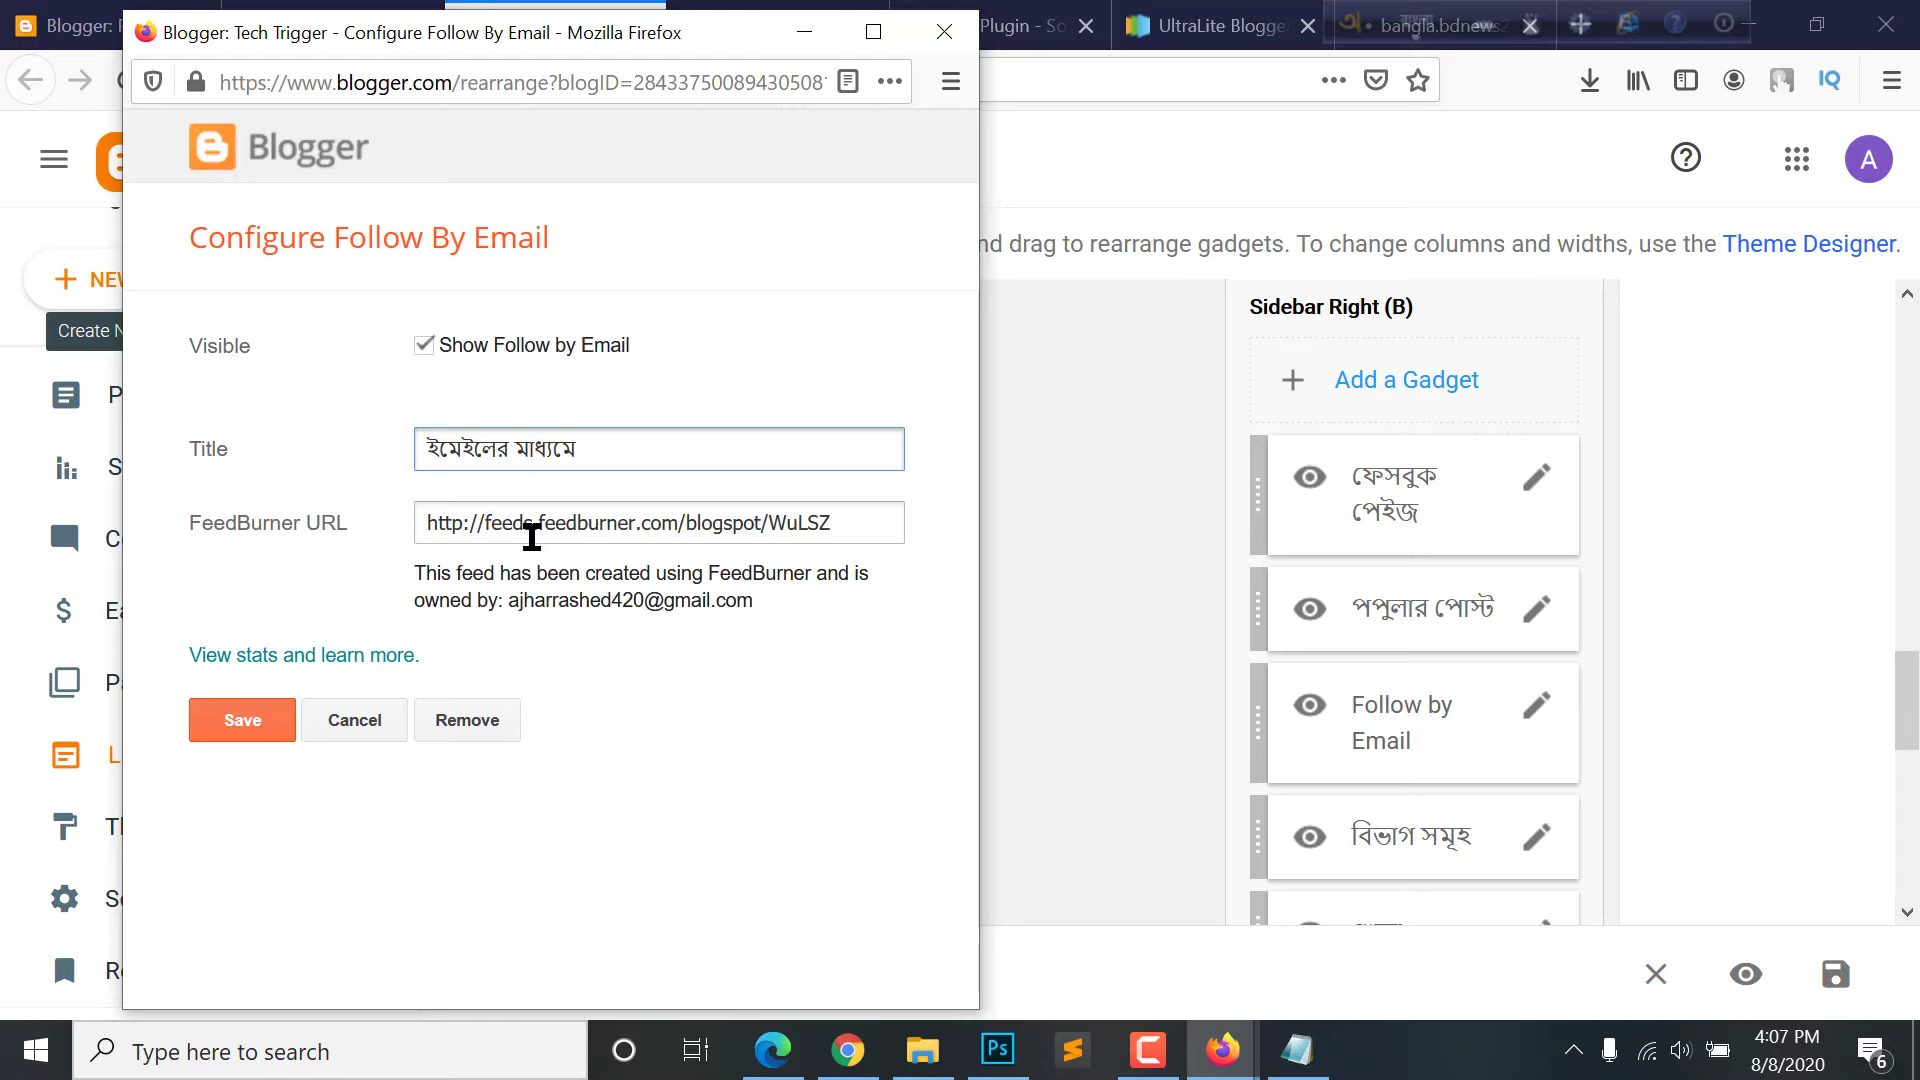 Blogger:
Blogger: Tech Trigger - Configure Follow By Email - Mozilla Firefox
Plugin - So
UltraLite Blogge
bangla.bdnews2
https://www.blogger.com/rearrange?blogID=28433750089430508
Blogger
A
Configure Follow By Email
nd drag to rearrange gadgets. To change columns and widths, use the Theme Designer.
NEW
Create N
Sidebar Right (B)
Visible
Show Follow by Email
Add a Gadget
Title
ইমেইলের মাধ্যমে
ফেসবুক
পেইজ
FeedBurner URL
http://feeds.feedburner.com/blogspot/WuLSZ
This feed has been created using FeedBurner and is
owned by: ajharrashed420@gmail.com
পপুলার পোস্ট
View stats and learn more.
Save
Cancel
Remove
Follow by
Email
বিভাগ সমূহ
Type here to search
Ps
4:07 PM
8/8/2020
6